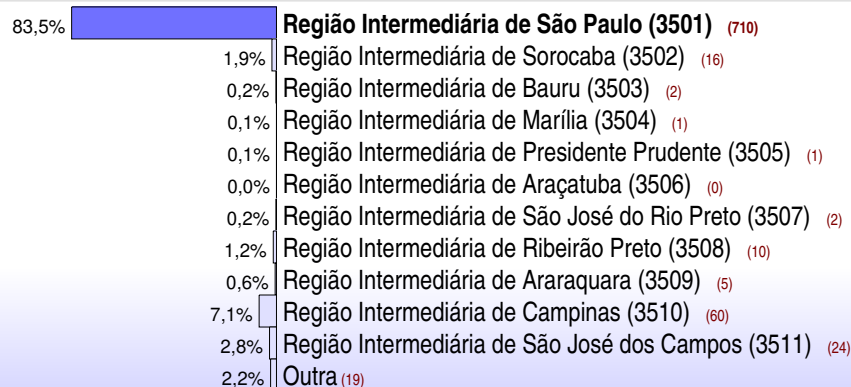 83,5% Região Intermediária de São Paulo (3501) (710)
1,9% Região Intermediária de Sorocaba (3502) (16)
0,2% Região Intermediária de Bauru (3503) (2)
0,1% Região Intermediária de Marília (3504) (1)
0,1% Região Intermediária de Presidente Prudente (3505) (1)
0,0% Região Intermediária de Araçatuba (3506) (0)
0,2% Região Intermediária de São José do Rio Preto (3507) (2)
1,2% Região Intermediária de Ribeirão Preto (3508) (10)
0,6% Região Intermediária de Araraquara (3509) (5)
7,1% Região Intermediária de Campinas (3510) (60)
2,8% Região Intermediária de São José dos Campos (3511) (24)
2,2% Outra (19)